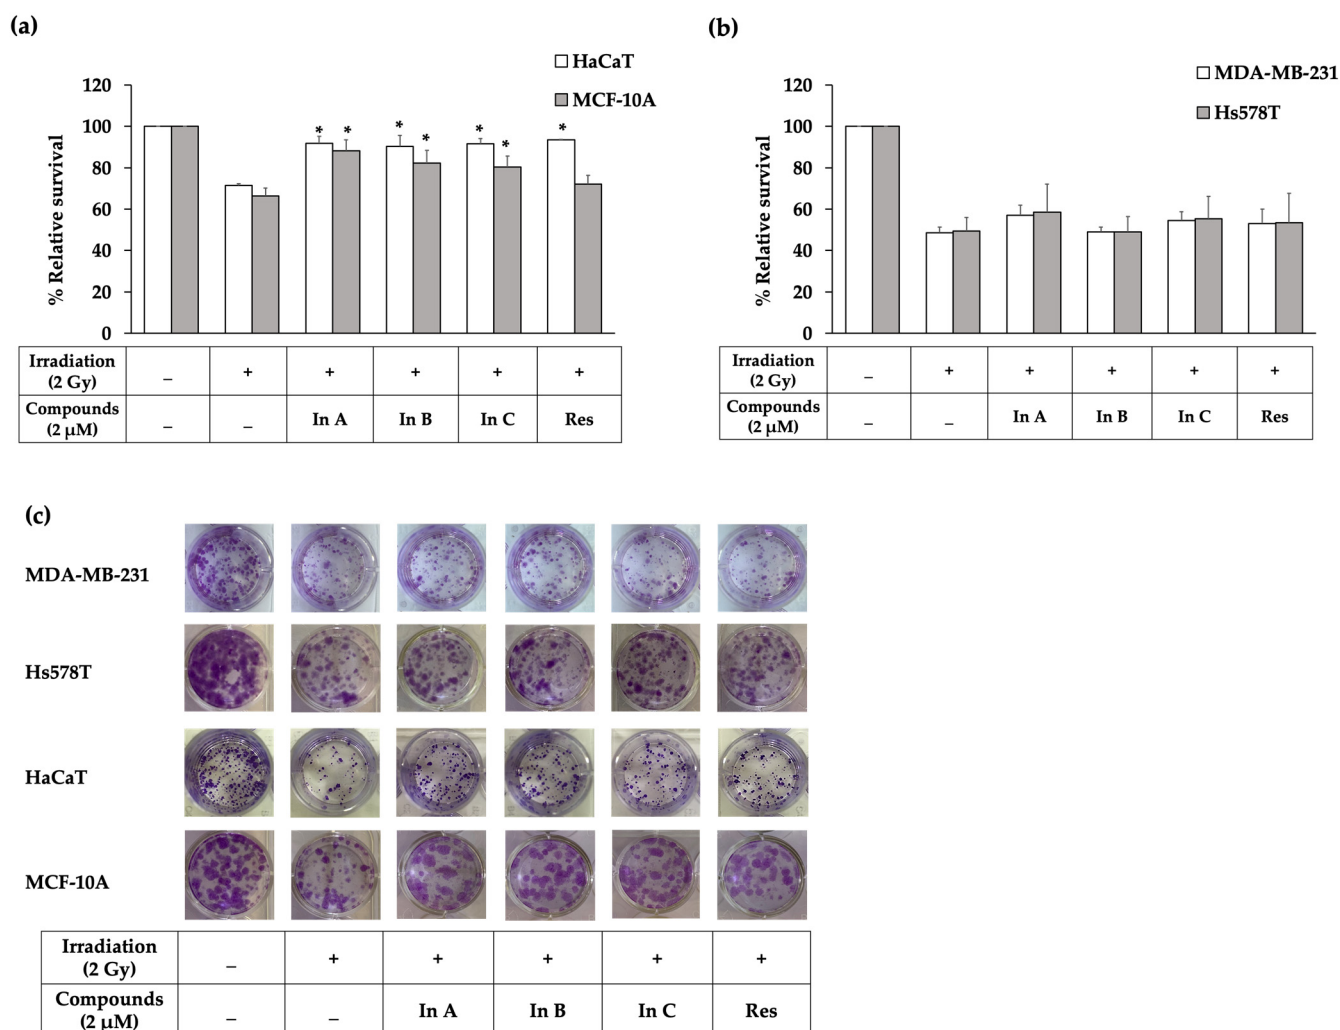 (a)
HaCaT
MCF-10A
% Relative survival
120
100
80
60
40
20
0
* * * * * * *
Irradiation
(2 Gy) – + + + + +
Compounds
(2 µM) – – In A In B In C Res
(b)
MDA-MB-231
Hs578T
% Relative survival
120
100
80
60
40
20
0
Irradiation
(2 Gy) – + + + + +
Compounds
(2 µM) – – In A In B In C Res
(c)
MDA-MB-231
Hs578T
HaCaT
MCF-10A
Irradiation
(2 Gy) – + + + + +
Compounds
(2 µM) – – In A In B In C Res